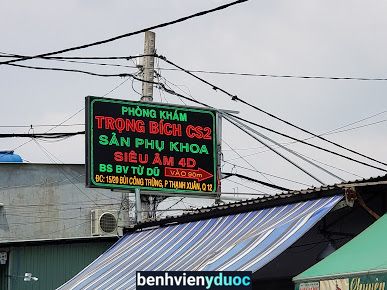 PHÒNG KHÁM
TRỌNG BÍCH CS2
SẢN PHỤ KHOA
SIÊU ÂM 4D
BS BV TỪ DŨ
VÀO 90m
ĐC: 15/29 BÙI CÔNG TRỪNG, P THẠNH XUÂN, Q 12
benhvienyduoc